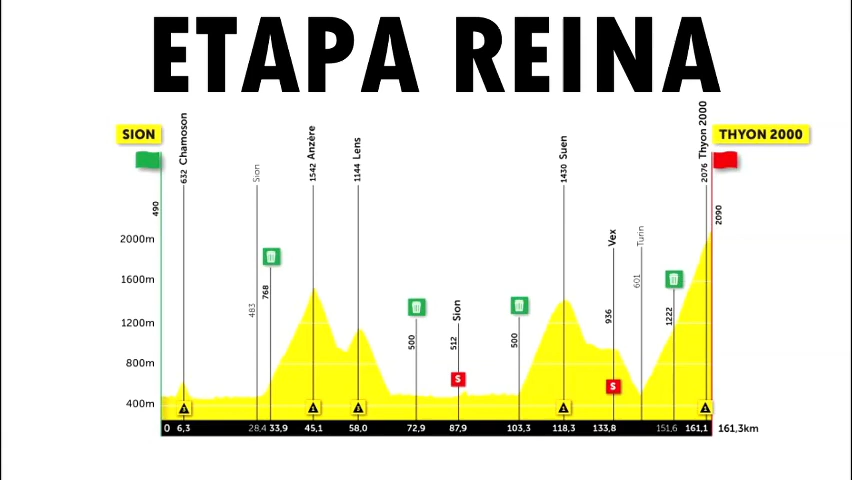 ETAPA REINA
SION
THYON 2000
490
632 Chamoson
Sion
483
768
1542 Anzère
1144 Lens
500
Sion
512
S
500
1430 Suen
Vex
936
S
Turin
601
1222
2076 Thyon 2000
2090
2000m
1600m
1200m
800m
400m
0 6,3 28,4 33,9 45,1 58,0 72,9 87,9 103,3 118,3 133,8 151,6 161,1 161,3km